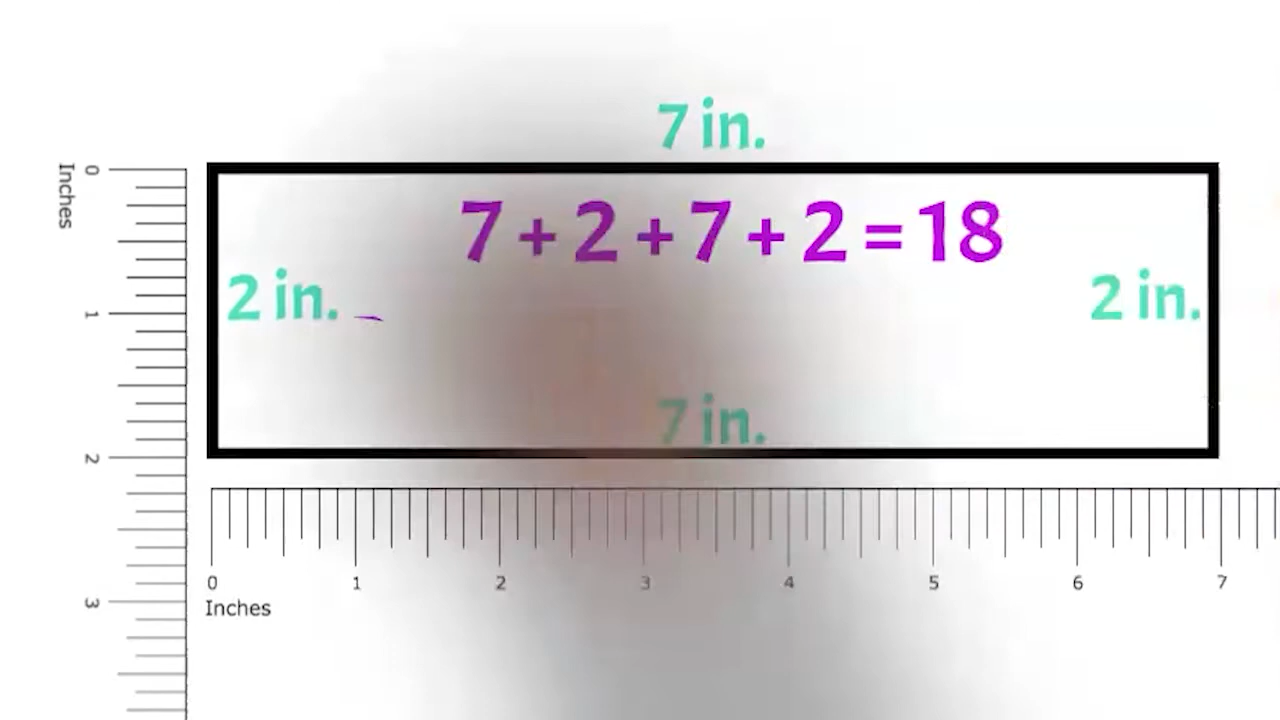 7 in.
0
Inches
7 + 2 + 7 + 2 = 18
2 in.
2 in.
1
7 in.
2
0 1 2 3 4 5 6 7
Inches
3